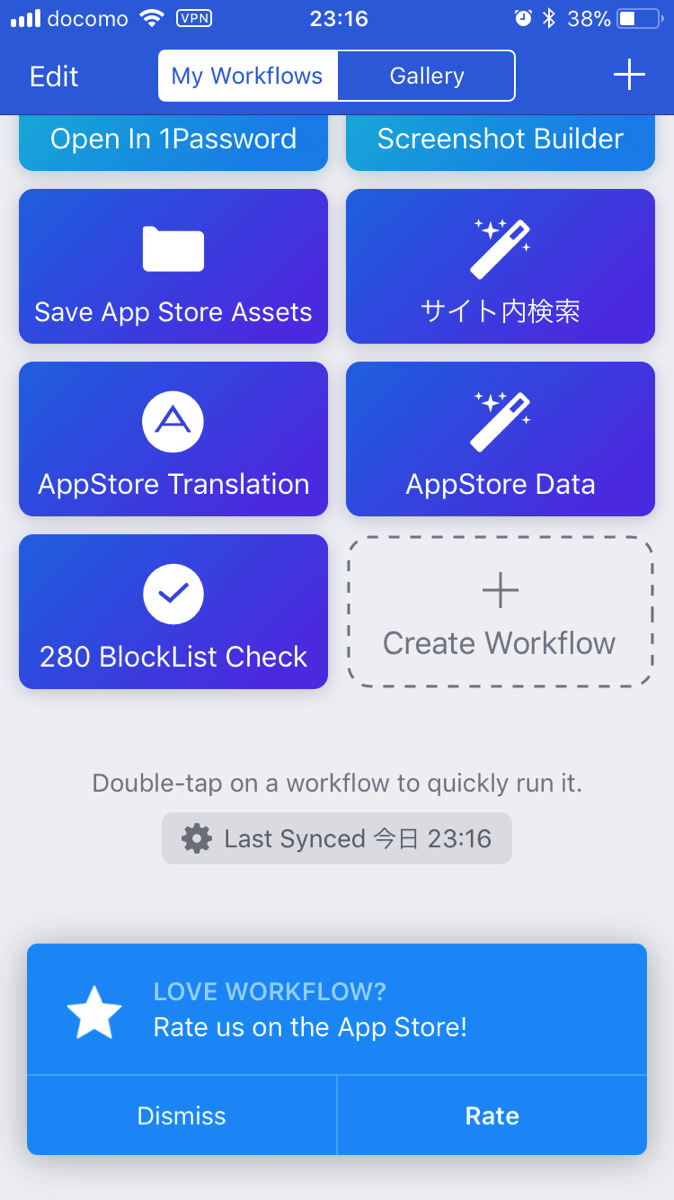 docomo VPN 23:16 38%
Edit My Workflows Gallery
Open In 1Password Screenshot Builder
Save App Store Assets サイト内検索
AppStore Translation AppStore Data
280 BlockList Check Create Workflow
Double-tap on a workflow to quickly run it.
Last Synced 今日 23:16
LOVE WORKFLOW?
Rate us on the App Store!
Dismiss Rate